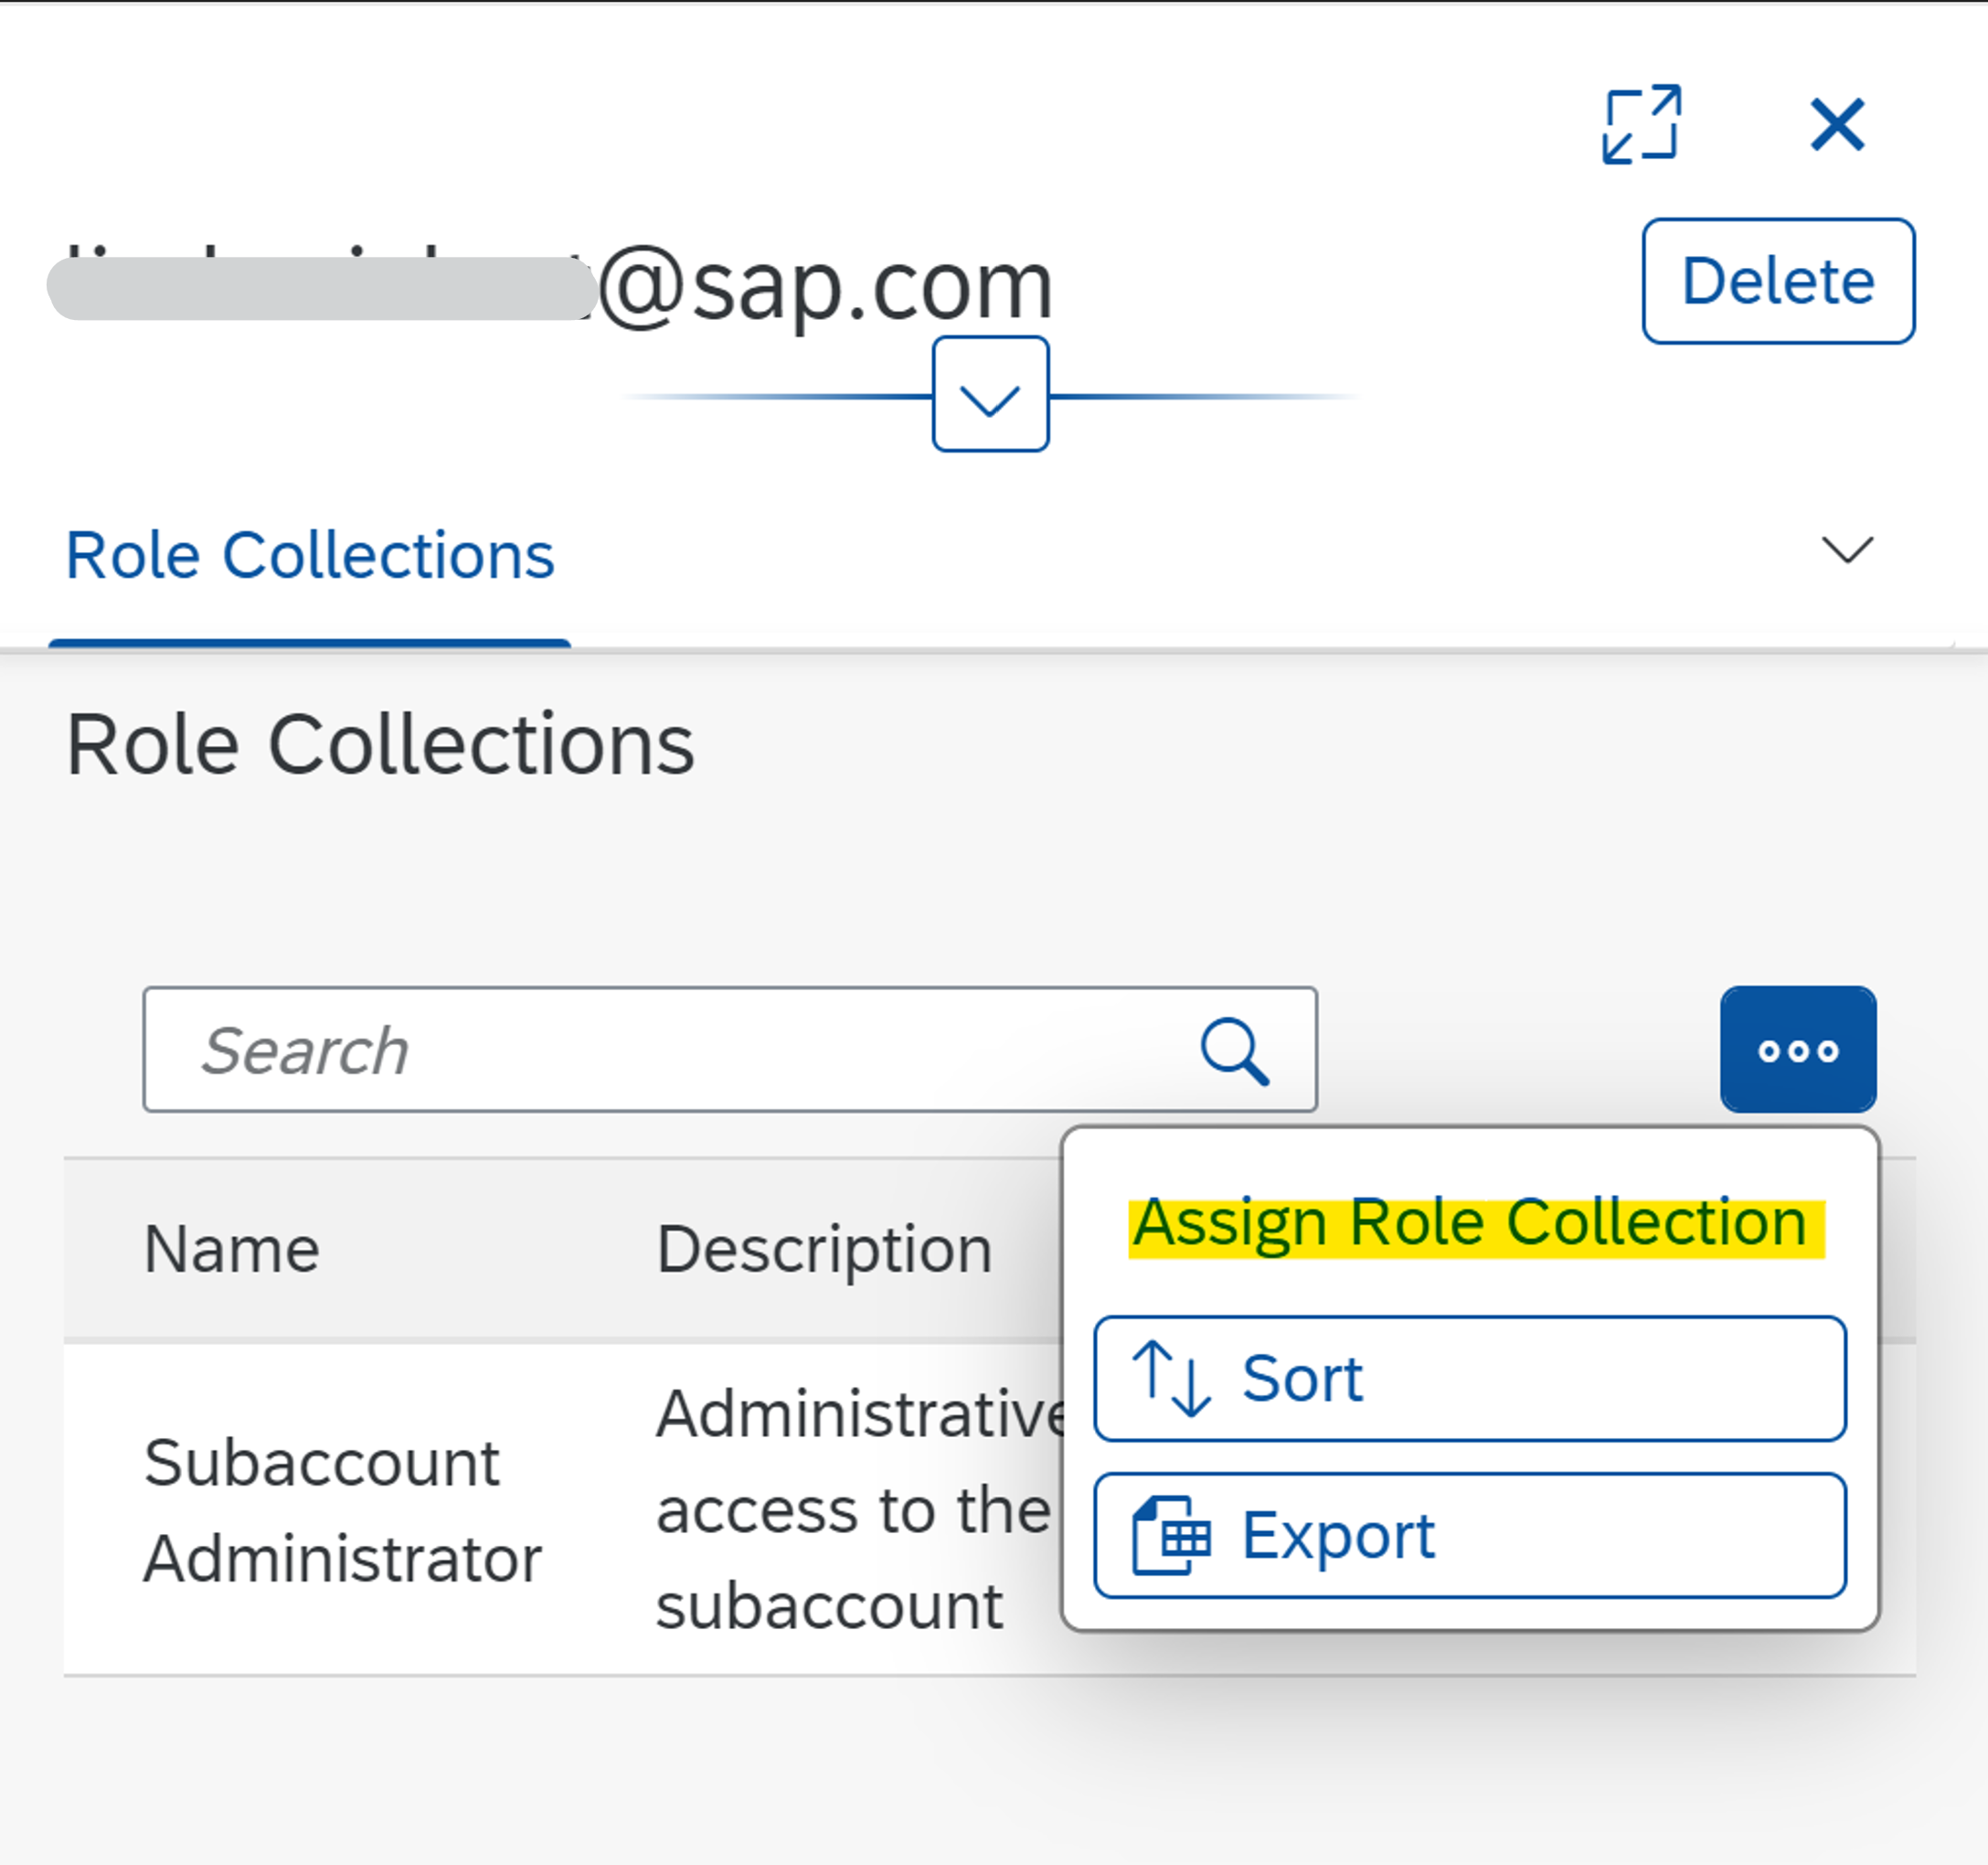 @sap.com
Delete
Role Collections
Role Collections
Search
Assign Role Collection
Name
Description
Sort
Export
Subaccount
Administrator
Administrative
access to the
subaccount